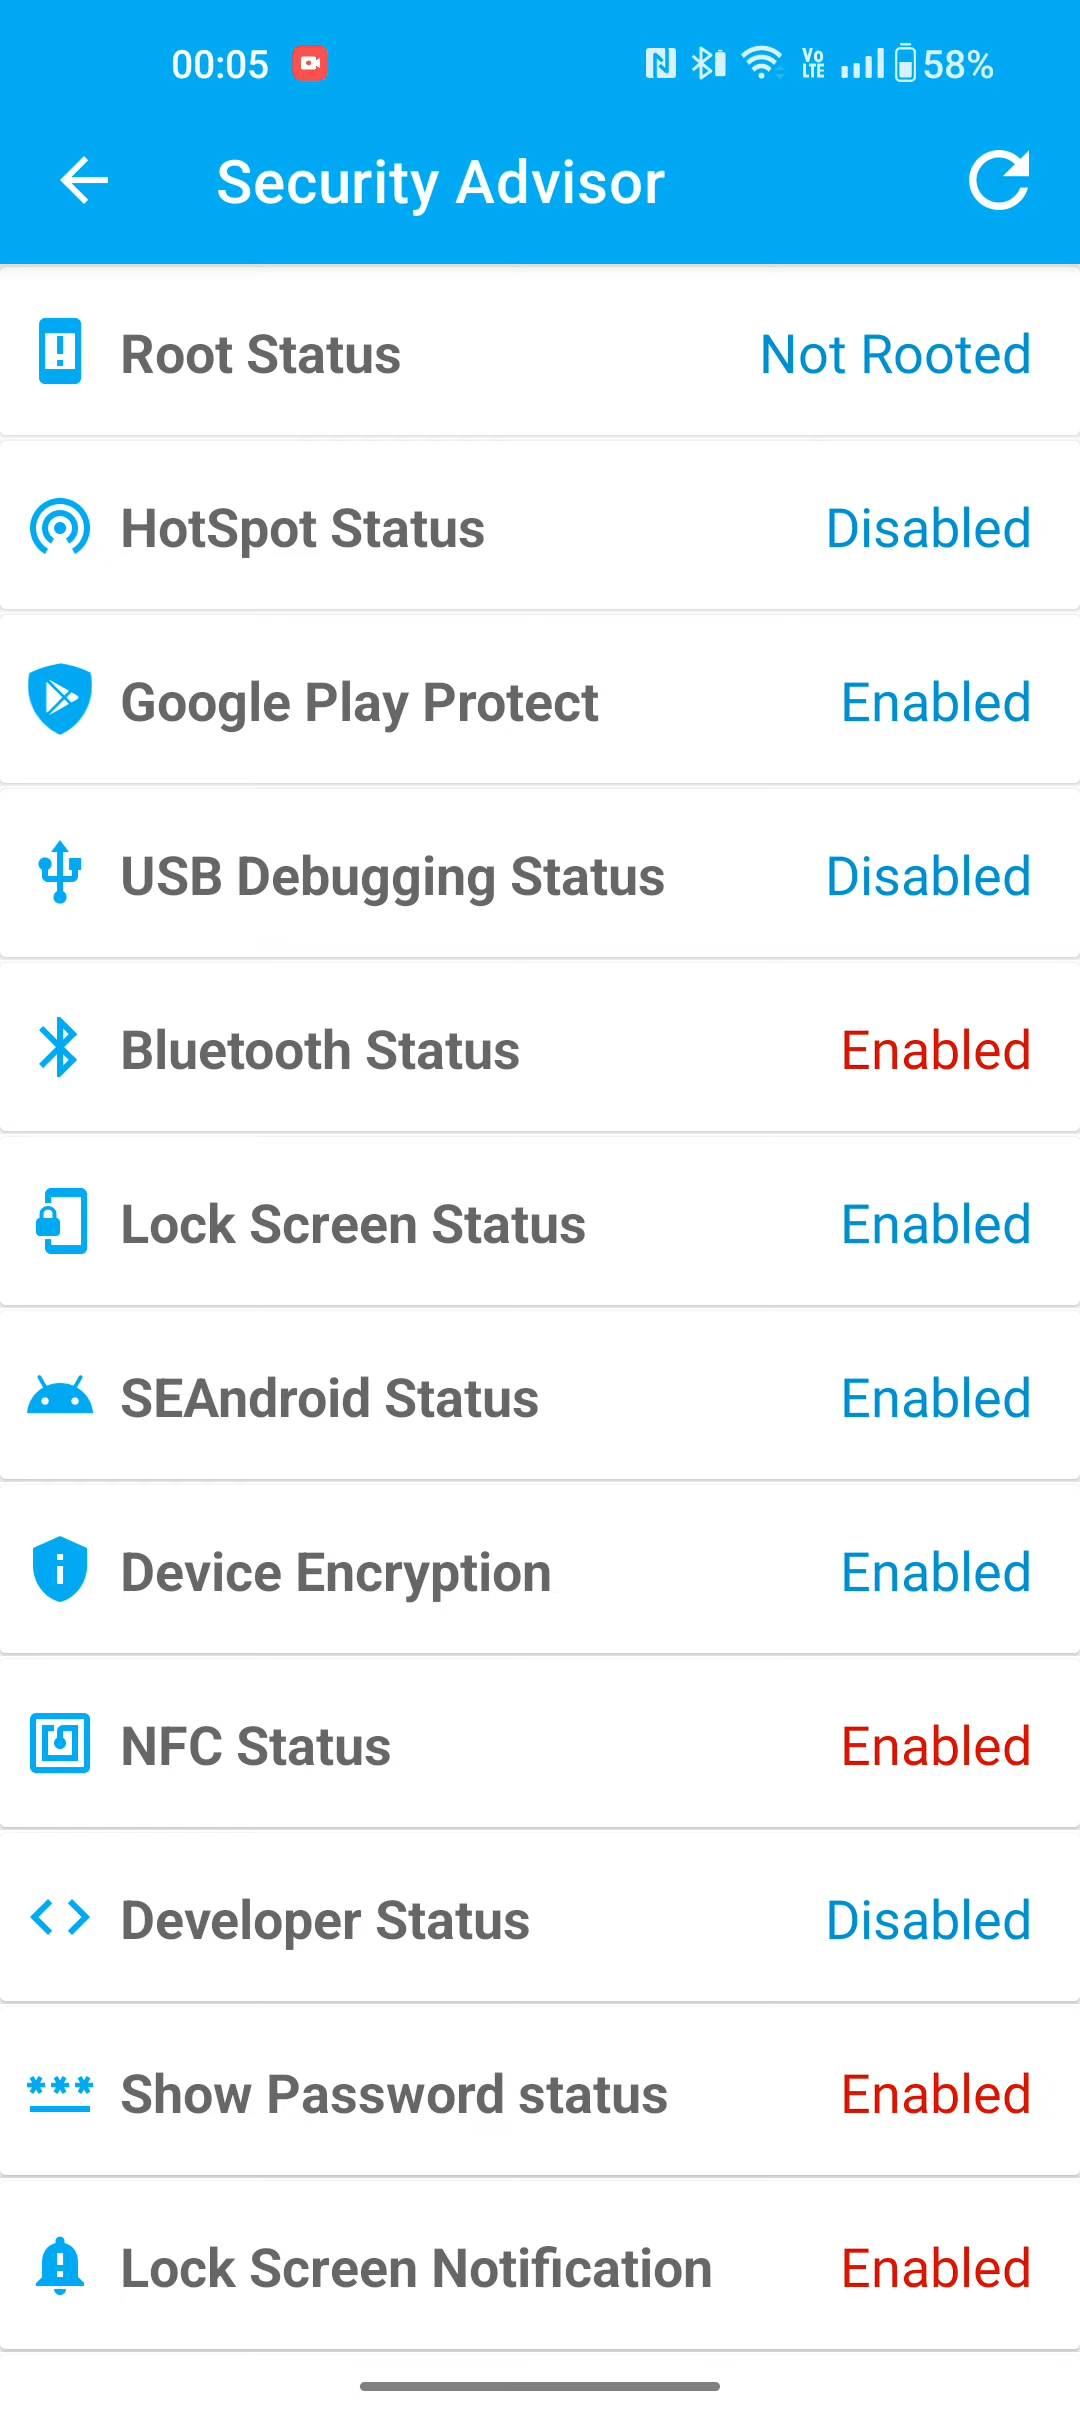 00:05 Vo LTE 58%
Security Advisor
Root Status Not Rooted
HotSpot Status Disabled
Google Play Protect Enabled
USB Debugging Status Disabled
Bluetooth Status Enabled
Lock Screen Status Enabled
SEAndroid Status Enabled
Device Encryption Enabled
NFC Status Enabled
Developer Status Disabled
Show Password status Enabled
Lock Screen Notification Enabled